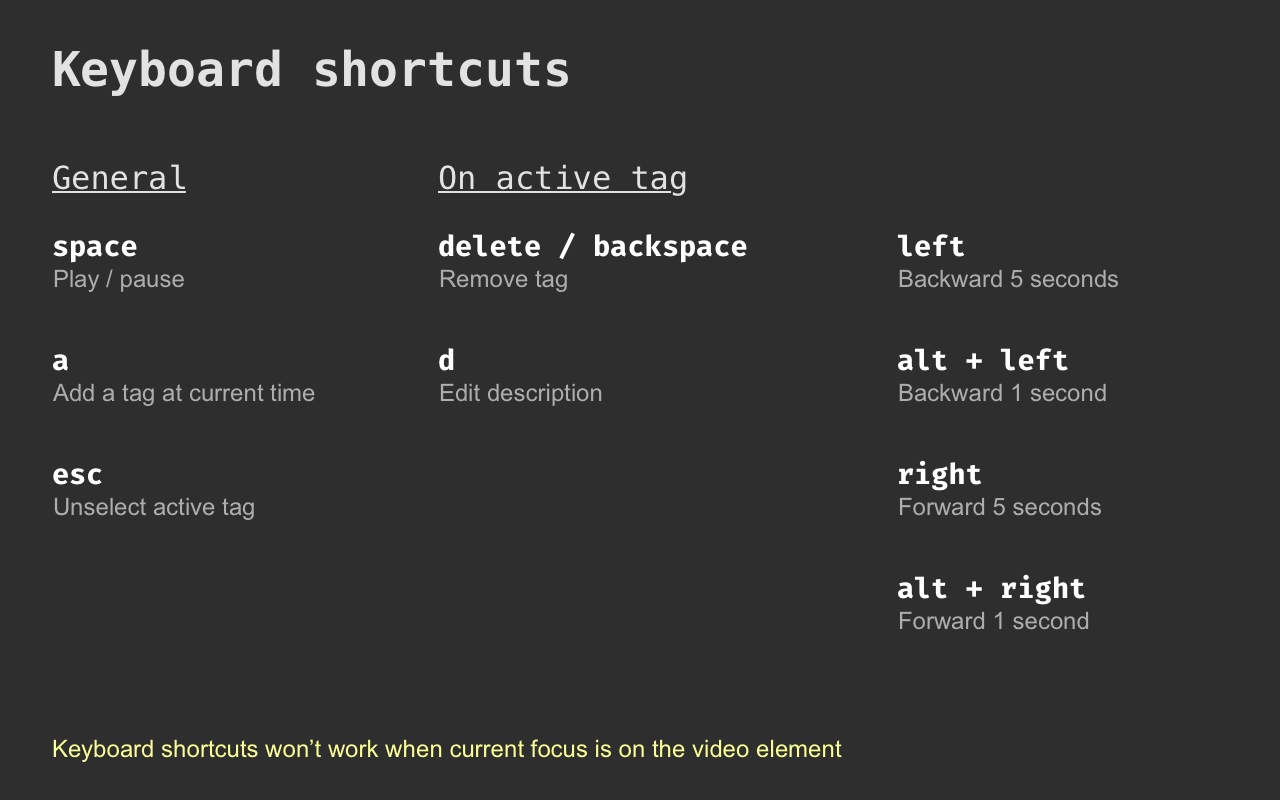 Keyboard shortcuts
General
space
Play / pause
a
Add a tag at current time
esc
Unselect active tag
On active tag
delete / backspace
Remove tag
d
Edit description
left
Backward 5 seconds
alt + left
Backward 1 second
right
Forward 5 seconds
alt + right
Forward 1 second
Keyboard shortcuts won’t work when current focus is on the video element